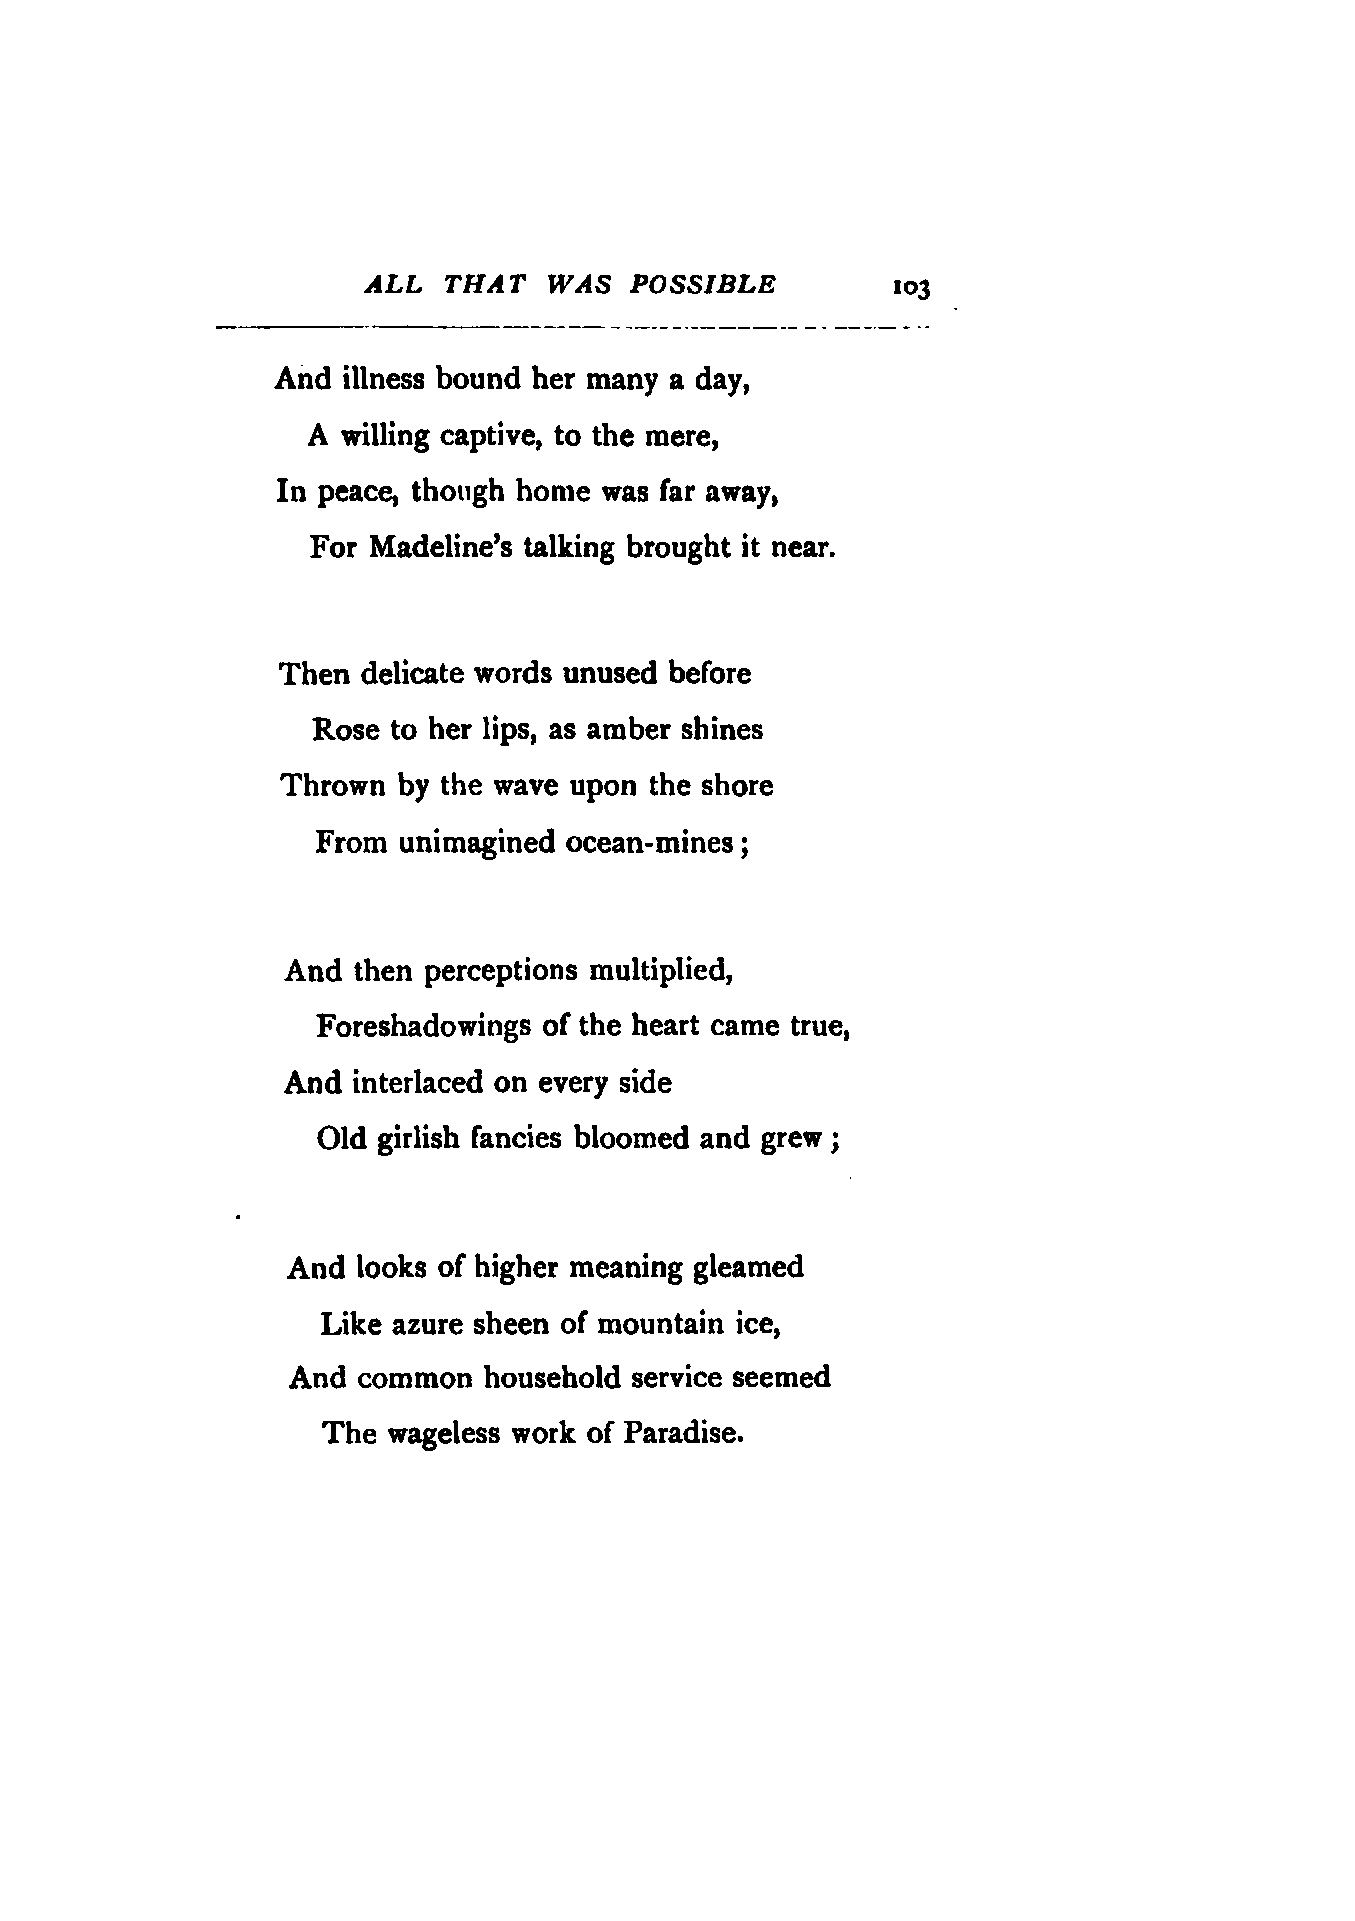 ALL THAT WAS POSSIBLE 103
And illness bound her many a day,
A willing captive, to the mere,
In peace, though home was far away,
For Madeline's talking brought it near.
Then delicate words unused before
Rose to her lips, as amber shines
Thrown by the wave upon the shore
From unimagined ocean-mines;
And then perceptions multiplied,
Foreshadowings of the heart came true,
And interlaced on every side
Old girlish fancies bloomed and grew;
And looks of higher meaning gleamed
Like azure sheen of mountain ice,
And common household service seemed
The wageless work of Paradise.